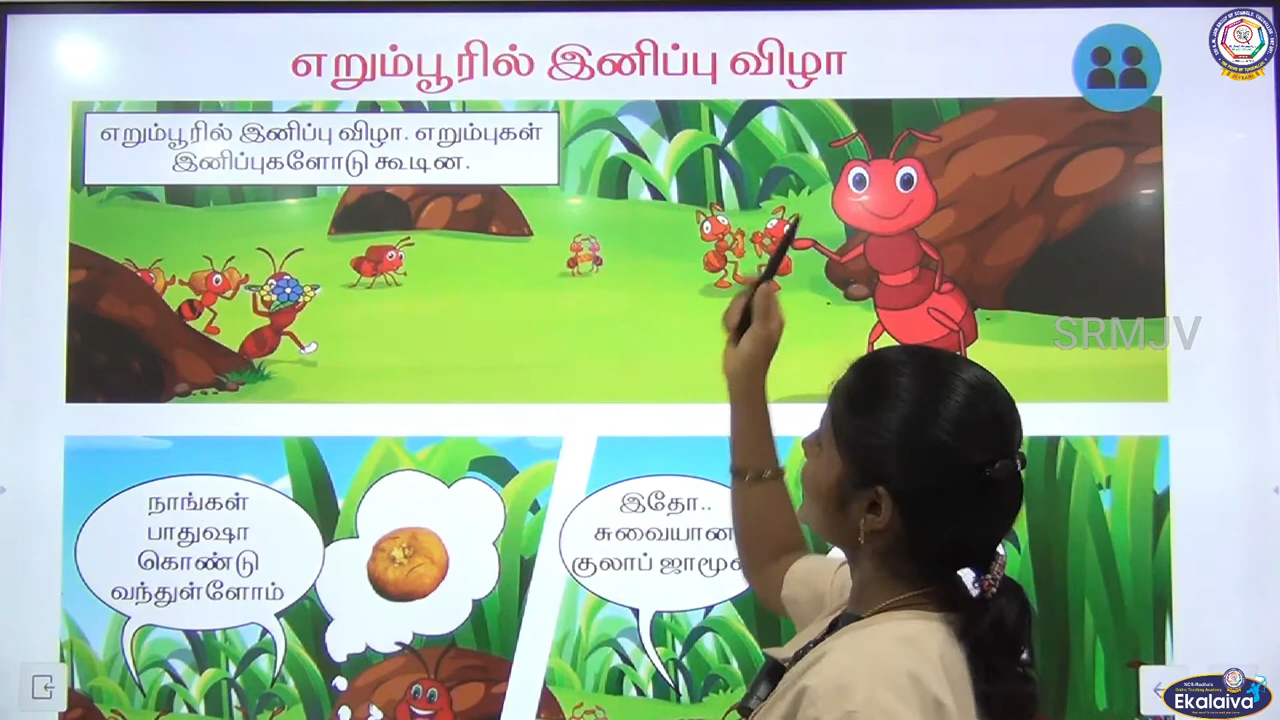 எறும்பூரில் இனிப்பு விழா
எறும்பூரில் இனிப்பு விழா. எறும்புகள்
இனிப்புகளோடு கூடின.
SRMJV
நாங்கள்
பாதுஷா
கொண்டு
வந்துள்ளோம்
இதோ..
சுவையான
குலாப் ஜாமூ
Ekalaiva